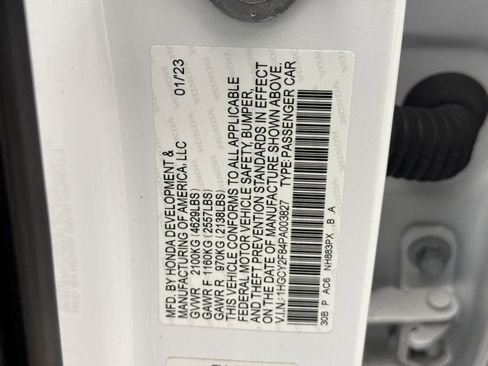 MFD. BY HONDA DEVELOPMENT & 01/23
MANUFACTURING OF AMERICA, LLC
GVWR 2100KG (4629LBS)
GAWR F 1160KG (2557LBS)
GAWR R 970KG (2138LBS)
THIS VEHICLE CONFORMS TO ALL APPLICABLE
FEDERAL MOTOR VEHICLE SAFETY, BUMPER,
AND THEFT PREVENTION STANDARDS IN EFFECT
ON THE DATE OF MANUFACTURE SHOWN ABOVE.
V.I.N.:1HGCY2F64PA003827 TYPE:PASSENGER CAR
30B P AC6 NH883PX B A
HONDA